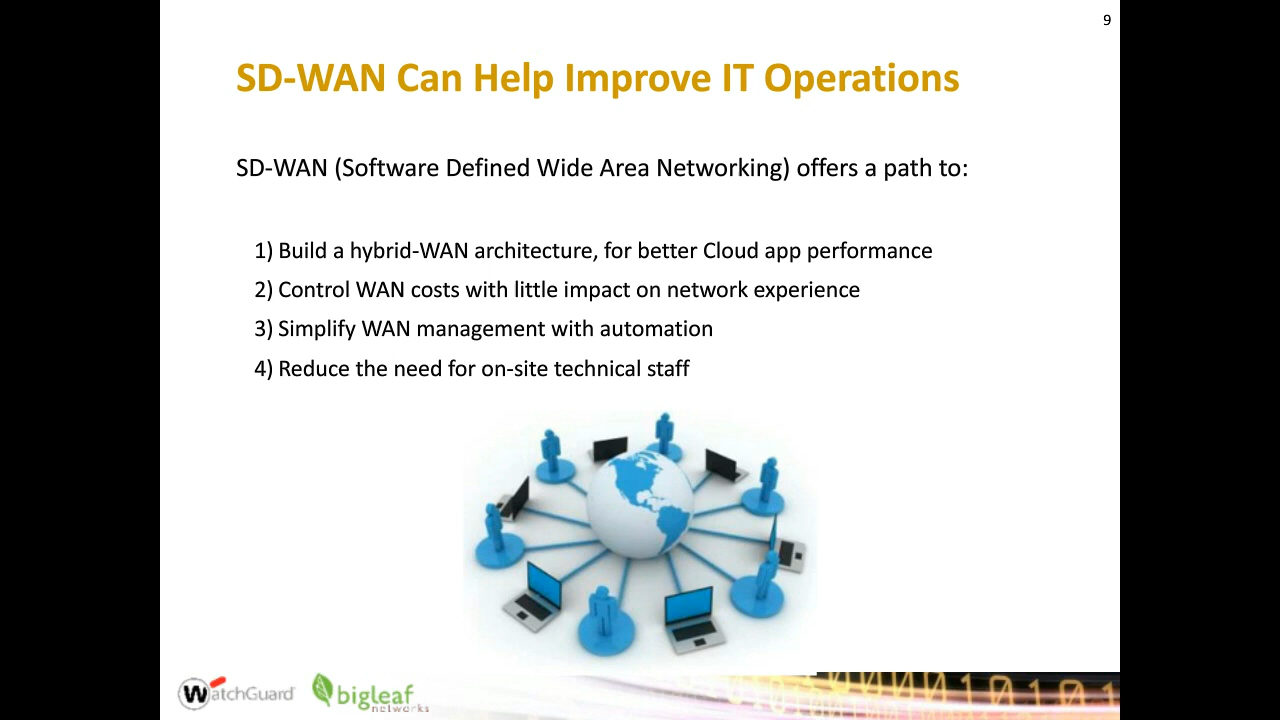 9
SD-WAN Can Help Improve IT Operations
SD-WAN (Software Defined Wide Area Networking) offers a path to:
1) Build a hybrid-WAN architecture, for better Cloud app performance
2) Control WAN costs with little impact on network experience
3) Simplify WAN management with automation
4) Reduce the need for on-site technical staff
WatchGuard
bigleaf
networks